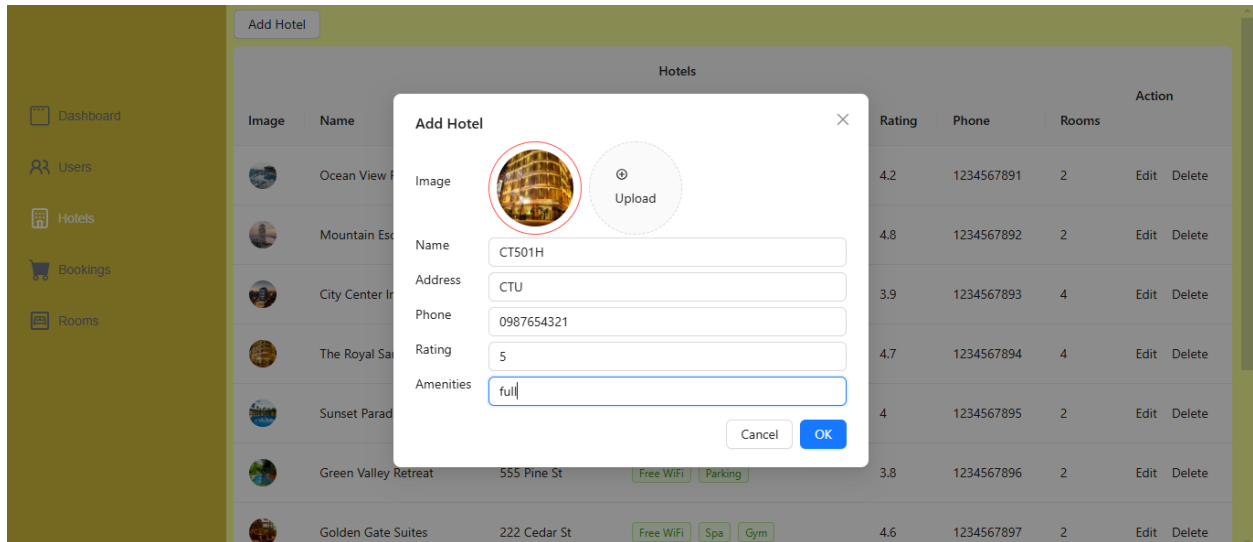 Add Hotel
Hotels
Action
Image Name Rating Phone Rooms
Dashboard
Users
Hotels
Bookings
Rooms
Add Hotel
Image
Upload
Name CT501H
Address CTU
Phone 0987654321
Rating 5
Amenities full
Cancel OK
Ocean View 4.2 1234567891 2 Edit Delete
Mountain 4.8 1234567892 2 Edit Delete
City Center 3.9 1234567893 4 Edit Delete
The Royal 4.7 1234567894 4 Edit Delete
Sunset 4 1234567895 2 Edit Delete
Green Valley Retreat 555 Pine St Free WiFi Parking 3.8 1234567896 2 Edit Delete
Golden Gate Suites 222 Cedar St Free WiFi Spa Gym 4.6 1234567897 2 Edit Delete